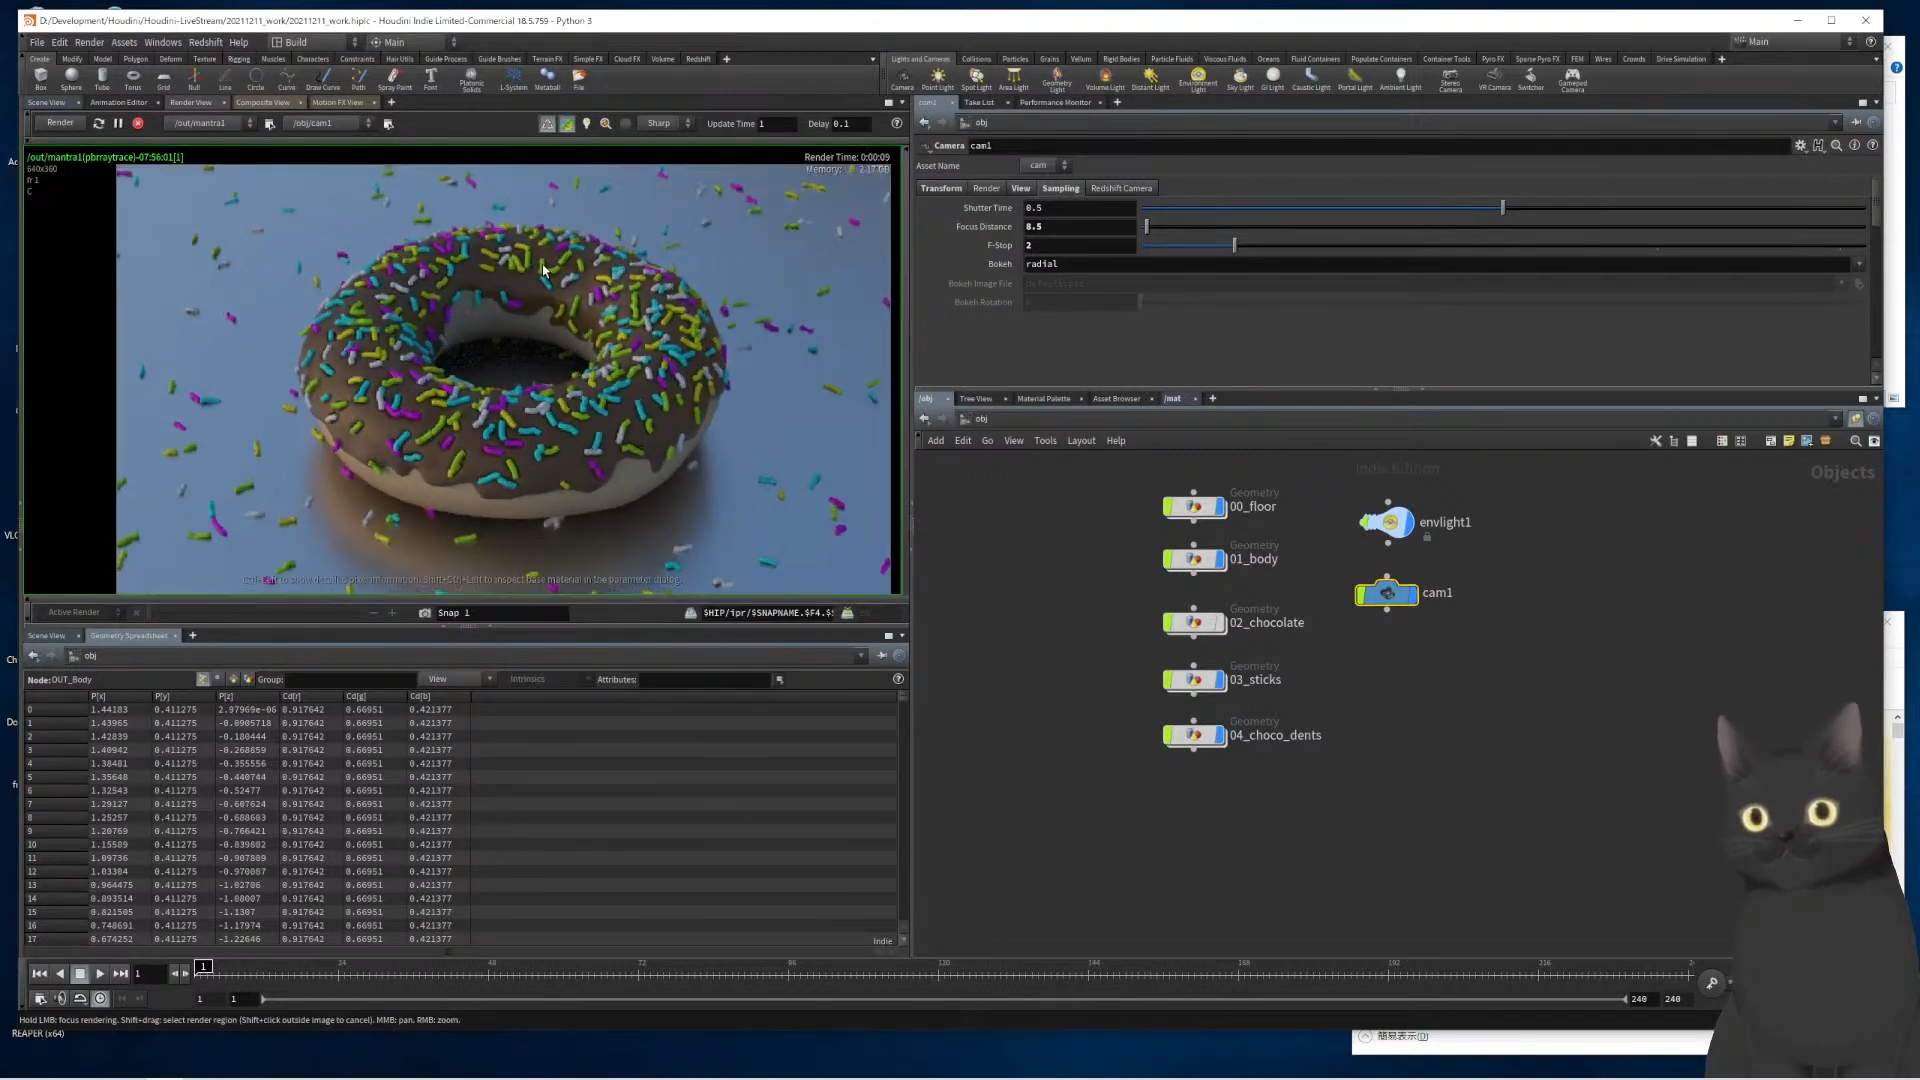 D:/Development/Houdini/Houdini-LiveStream/20211211_work/20211211_work.hiplc - Houdini Indie Limited-Commercial 18.5.759 - Python 3
File Edit Render Assets Windows Redshift Help Build Main Main
Create Modify Model Polygon Deform Texture Rigging Muscles Characters Constraints Hair Utils Guide Process Guide Brushes Terrain FX Simple FX Cloud FX Volume Redshift
Lights and Cameras Collisions Particles Grains Vellum Rigid Bodies Particle Fluids Viscous Fluids Oceans Fluid Containers Populate Containers Container Tools Pyro FX Sparse Pyro FX FEM Wires Crowds Drive Simulation
Box Sphere Tube Torus Grid Null Line Circle Curve Draw Curve Path Spray Paint Font Platonic Solids L-System Metaball File
Camera Point Light Spot Light Area Light Geometry Light Volume Light Distant Light Environment Light Sky Light GI Light Caustic Light Portal Light Ambient Light Stereo Camera VR Camera Switcher Gamepad Camera
Scene View Animation Editor Render View Composite View Motion FX View
cam1 Take List Performance Monitor
Render /out/mantra1 /obj/cam1 Sharp Update Time 1 Delay 0.1
obj
Camera cam1
/out/mantra1(pbrraytrace)-07:56:01[1]
640x360
fr 1
C
Render Time: 0:00:09
Memory: 2.17 GB
Asset Name cam
Transform Render View Sampling Redshift Camera
Shutter Time 0.5
Focus Distance 8.5
F-Stop 2
Bokeh radial
Bokeh Image File
Bokeh Rotation
Ctrl+Left to show detailed pixel information. Shift+Ctrl+Left to inspect base material in the parameter dialog.
/obj Tree View Material Palette Asset Browser /mat
obj
Add Edit Go View Tools Layout Help
Indie Edition
Objects
Geometry
00_floor
Geometry
01_body
Geometry
02_chocolate
Geometry
03_sticks
Geometry
04_choco_dents
envlight1
cam1
Active Render Snap 1 $HIP/ipr/$SNAPNAME.$F4.$
Scene View Geometry Spreadsheet
obj
Node:OUT_Body Group: View Intrinsics Attributes:
P[x] P[y] P[z] Cd[r] Cd[g] Cd[b]
0 1.44183 0.411275 2.97969e-06 0.917642 0.66951 0.421377
1 1.43965 0.411275 -0.0905718 0.917642 0.66951 0.421377
2 1.42839 0.411275 -0.180444 0.917642 0.66951 0.421377
3 1.40942 0.411275 -0.268859 0.917642 0.66951 0.421377
4 1.38481 0.411275 -0.355556 0.917642 0.66951 0.421377
5 1.35648 0.411275 -0.440744 0.917642 0.66951 0.421377
6 1.32543 0.411275 -0.52477 0.917642 0.66951 0.421377
7 1.29127 0.411275 -0.607624 0.917642 0.66951 0.421377
8 1.25257 0.411275 -0.688603 0.917642 0.66951 0.421377
9 1.20769 0.411275 -0.766421 0.917642 0.66951 0.421377
10 1.15589 0.411275 -0.839802 0.917642 0.66951 0.421377
11 1.09736 0.411275 -0.907809 0.917642 0.66951 0.421377
12 1.03304 0.411275 -0.970087 0.917642 0.66951 0.421377
13 0.964475 0.411275 -1.02706 0.917642 0.66951 0.421377
14 0.893514 0.411275 -1.08007 0.917642 0.66951 0.421377
15 0.821505 0.411275 -1.1307 0.917642 0.66951 0.421377
16 0.748691 0.411275 -1.17974 0.917642 0.66951 0.421377
17 0.674252 0.411275 -1.22646 0.917642 0.66951 0.421377
Indie
1 1 24 48 72 96 120 144 168 192 216
1 1 240 240
Hold LMB: focus rendering. Shift+drag: select render region (Shift+click outside image to cancel). MMB: pan. RMB: zoom.
REAPER (x64)
簡易表示(D)